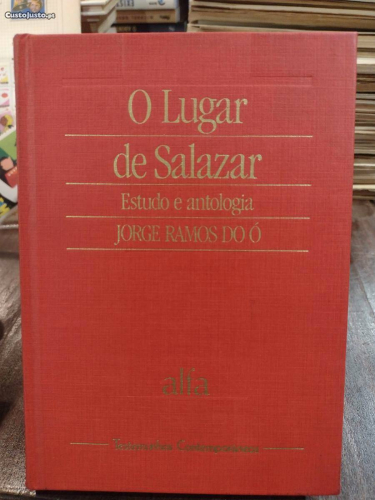 CustoJusto.pt
O Lugar
de Salazar
Estudo e antologia
JORGE RAMOS DO Ó
alfa